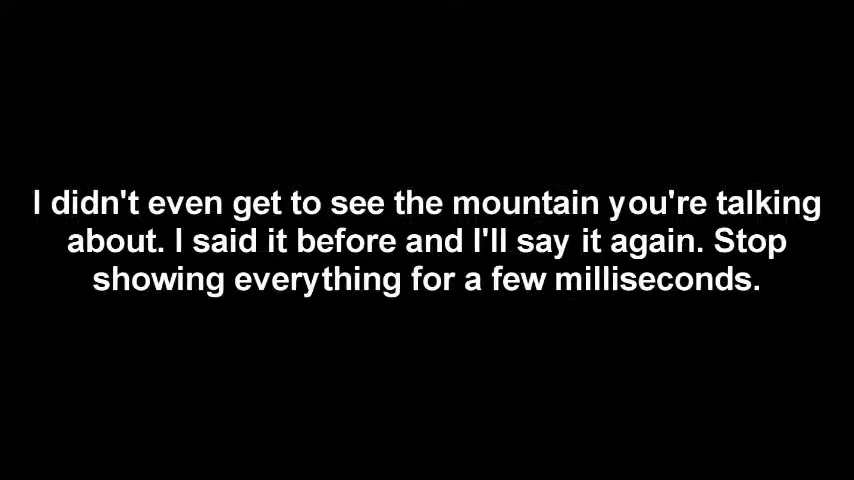 I didn't even get to see the mountain you're talking
about. I said it before and I'll say it again. Stop
showing everything for a few milliseconds.